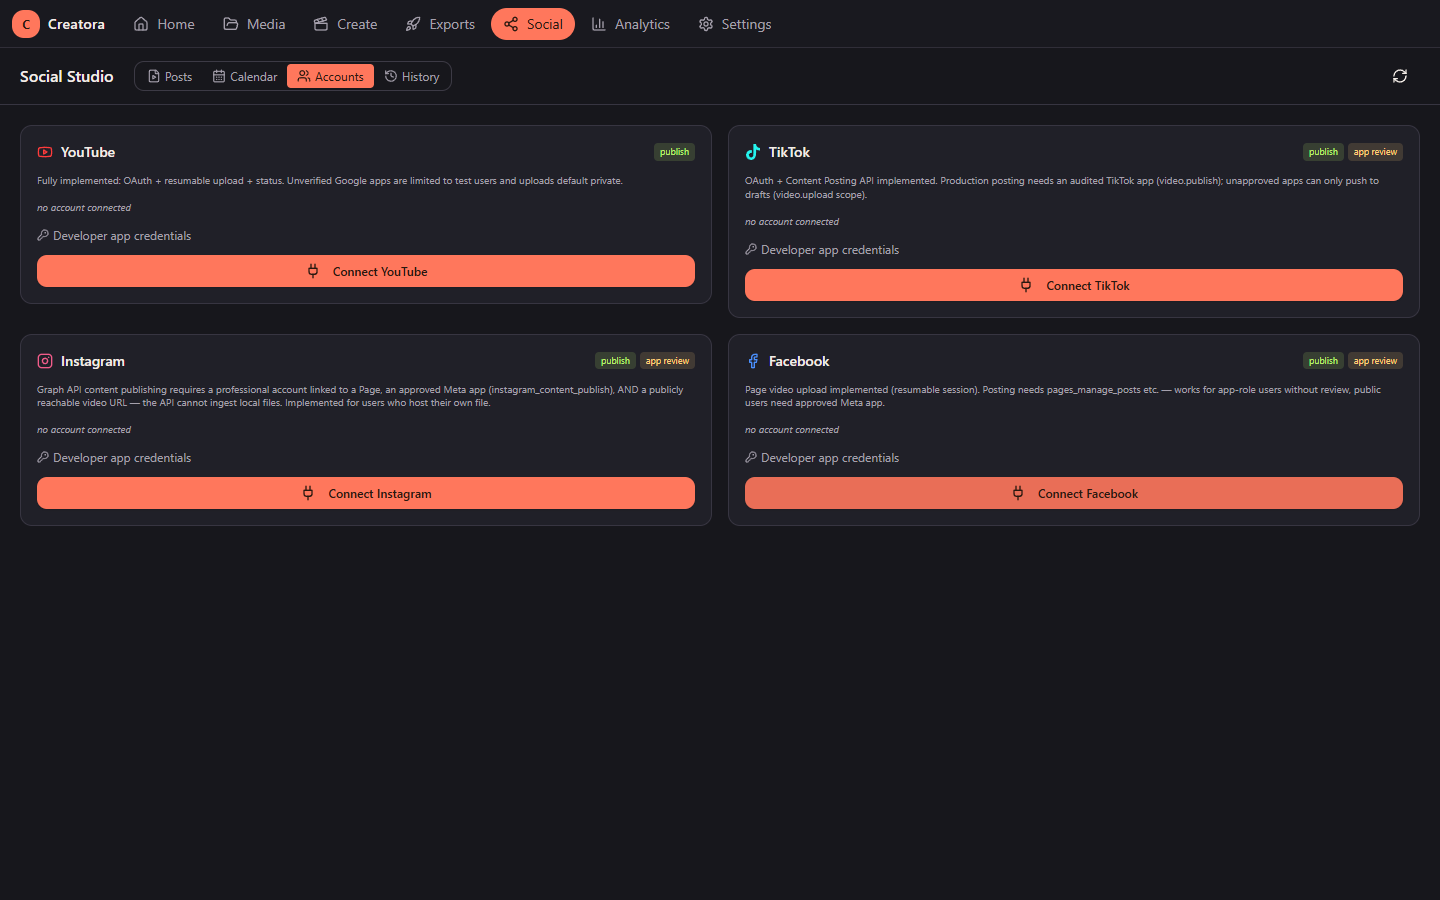 C Creatora Home Media Create Exports Social Analytics Settings
Social Studio Posts Calendar Accounts History
YouTube publish
Fully implemented: OAuth + resumable upload + status. Unverified Google apps are limited to test users and uploads default private.
no account connected
Developer app credentials
Connect YouTube
TikTok publish app review
OAuth + Content Posting API implemented. Production posting needs an audited TikTok app (video.publish); unapproved apps can only push to
drafts (video.upload scope).
no account connected
Developer app credentials
Connect TikTok
Instagram publish app review
Graph API content publishing requires a professional account linked to a Page, an approved Meta app (instagram_content_publish), AND a publicly
reachable video URL — the API cannot ingest local files. Implemented for users who host their own file.
no account connected
Developer app credentials
Connect Instagram
Facebook publish app review
Page video upload implemented (resumable session). Posting needs pages_manage_posts etc. — works for app-role users without review, public
users need approved Meta app.
no account connected
Developer app credentials
Connect Facebook